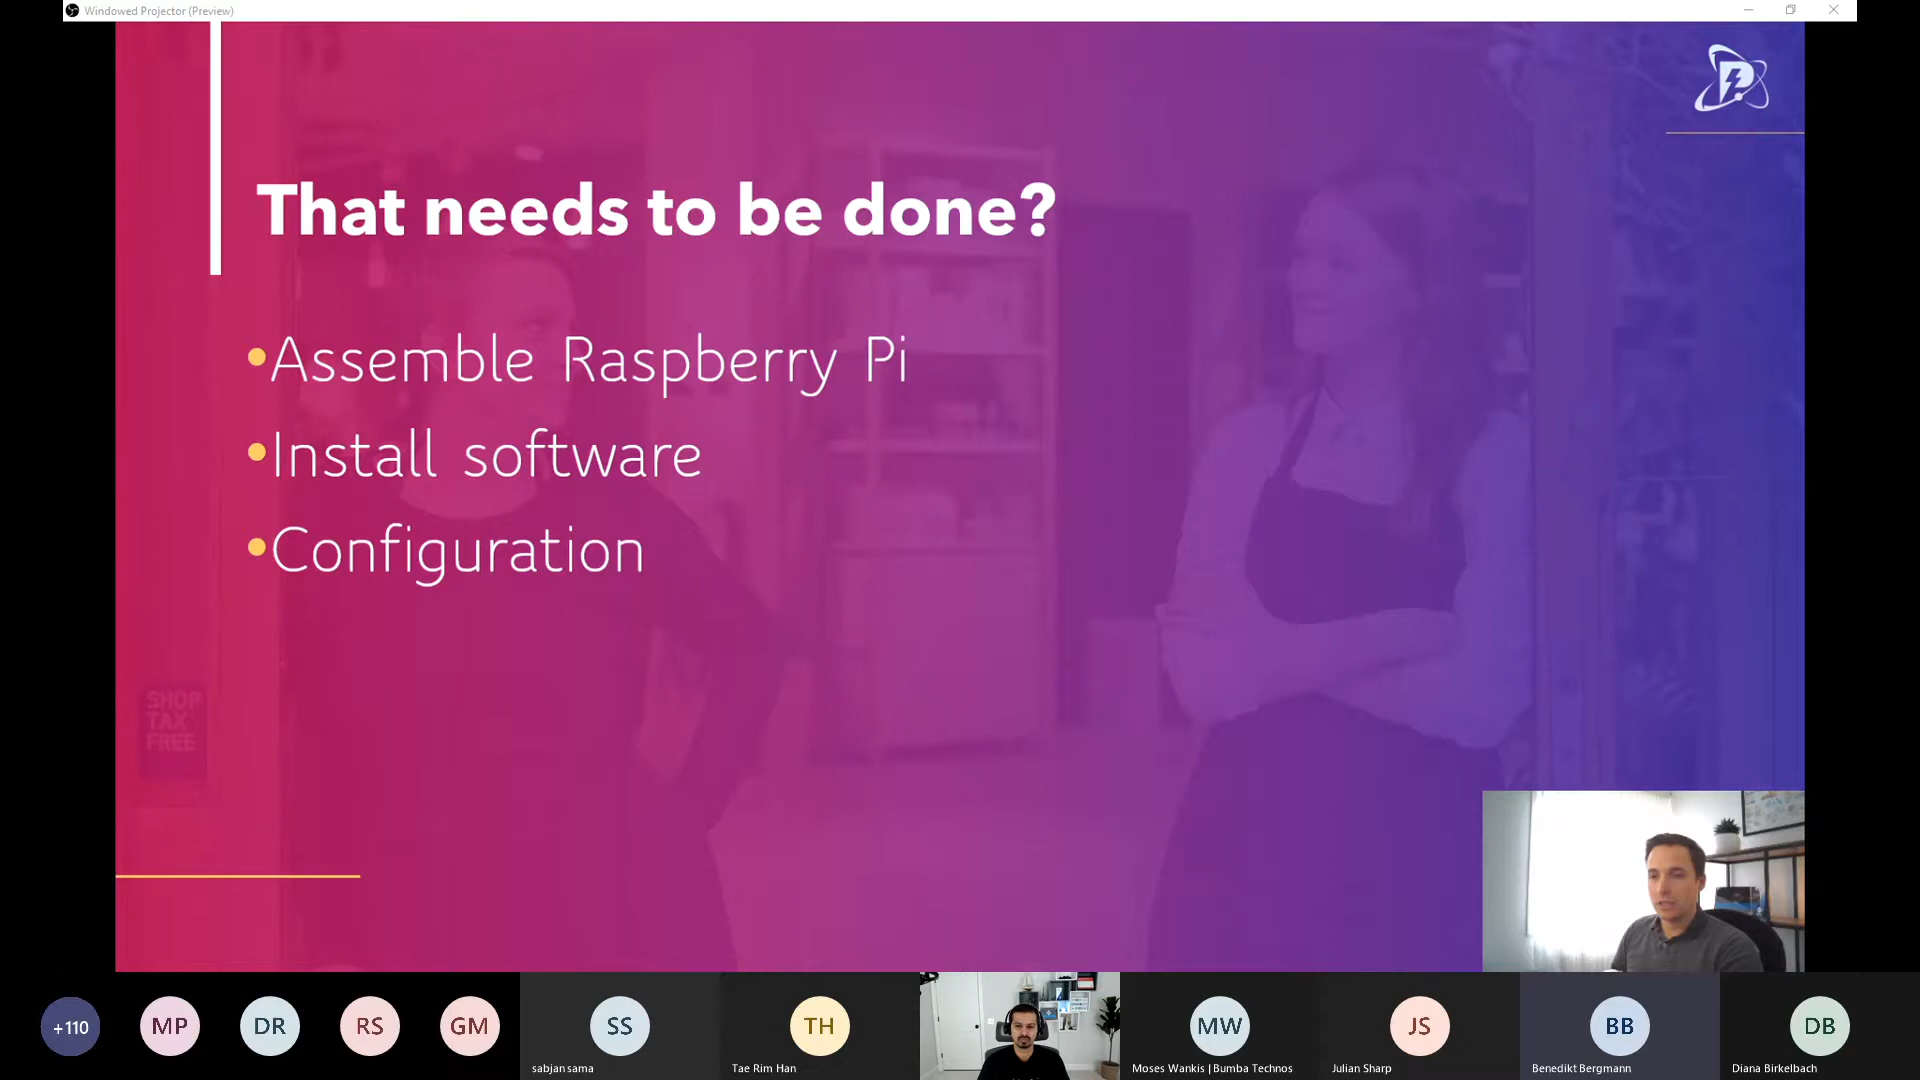 Windowed Projector (Preview)
That needs to be done?
•Assemble Raspberry Pi
•Install software
•Configuration
SHOP
TAX
FREE
+110
MP
DR
RS
GM
SS
TH
MW
JS
BB
DB
sabjan sama
Tae Rim Han
Moses Wankis | Bumba Technos
Julian Sharp
Benedikt Bergmann
Diana Birkelbach